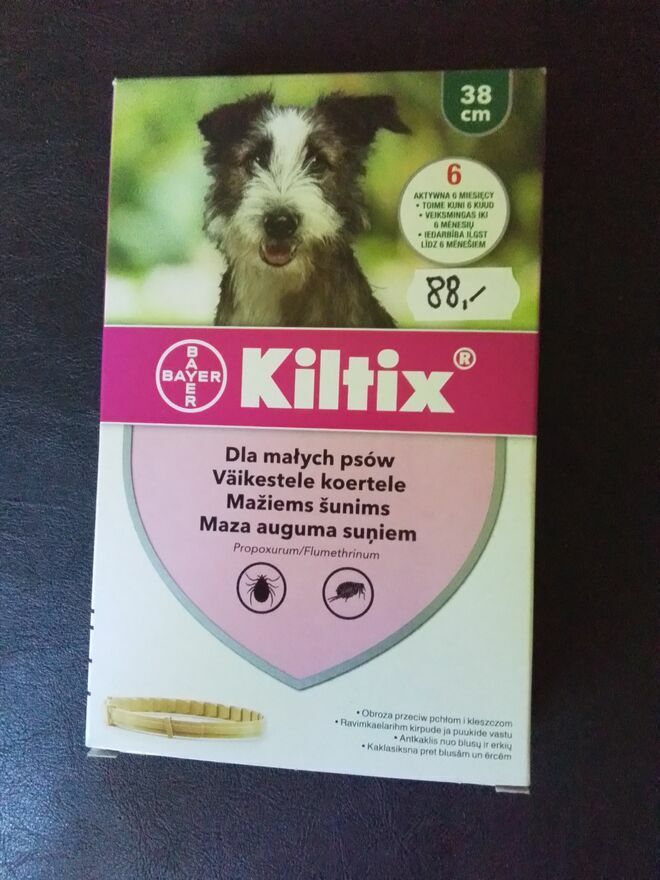 38
cm
6
AKTYWNA 6 MIESIĘCY
• TOIME KUNI 6 KUUD
• VEIKSMINGAS IKI
6 MĖNESIŲ
• IEDARBĪBA ILGST
LĪDZ 6 MĒNEŠIEM
88,-
BAYER
BAYER
Kiltix®
Dla małych psów
Väikestele koertele
Mažiems šunims
Maza auguma suņiem
Propoxurum/Flumethrinum
• Obroża przeciw pchłom i kleszczom
• Ravimkaelarihm kirpude ja puukide vastu
• Antkaklis nuo blusų ir erkių
• Kaklasiksna pret blusām un ērcēm